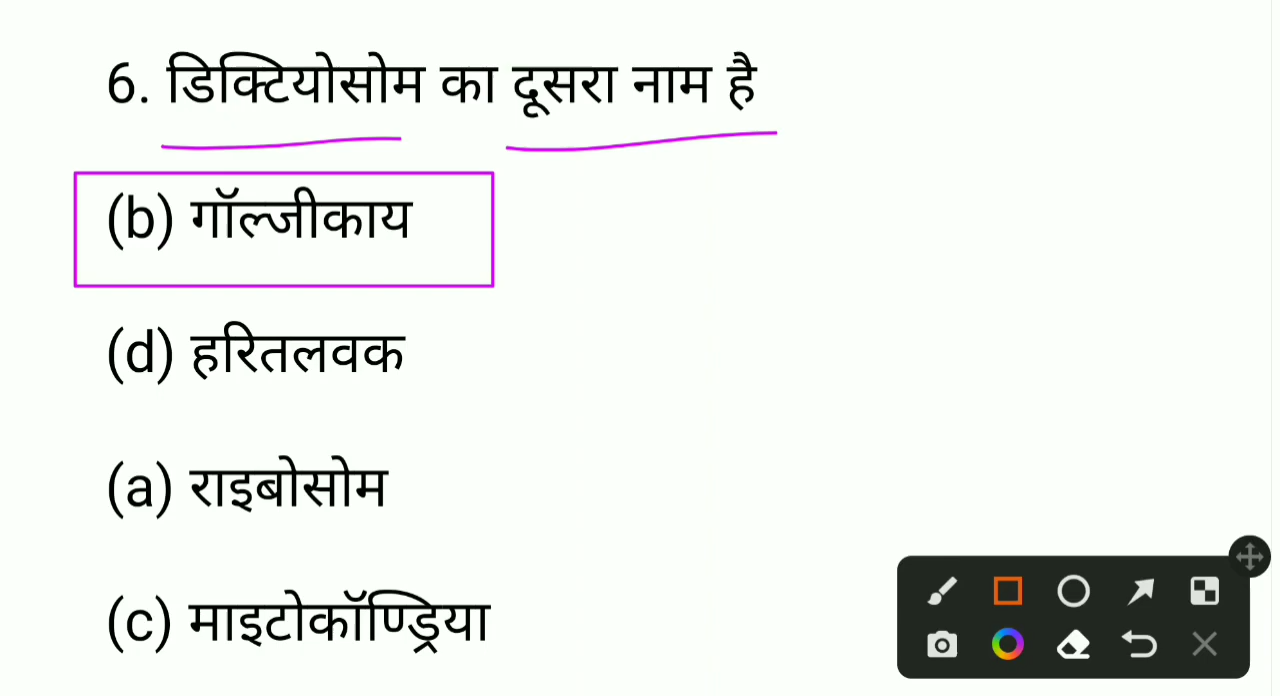 6. डिक्टियोसोम का दूसरा नाम है
(b) गॉल्जीकाय
(d) हरितलवक
(a) राइबोसोम
(c) माइटोकॉण्ड्रिया